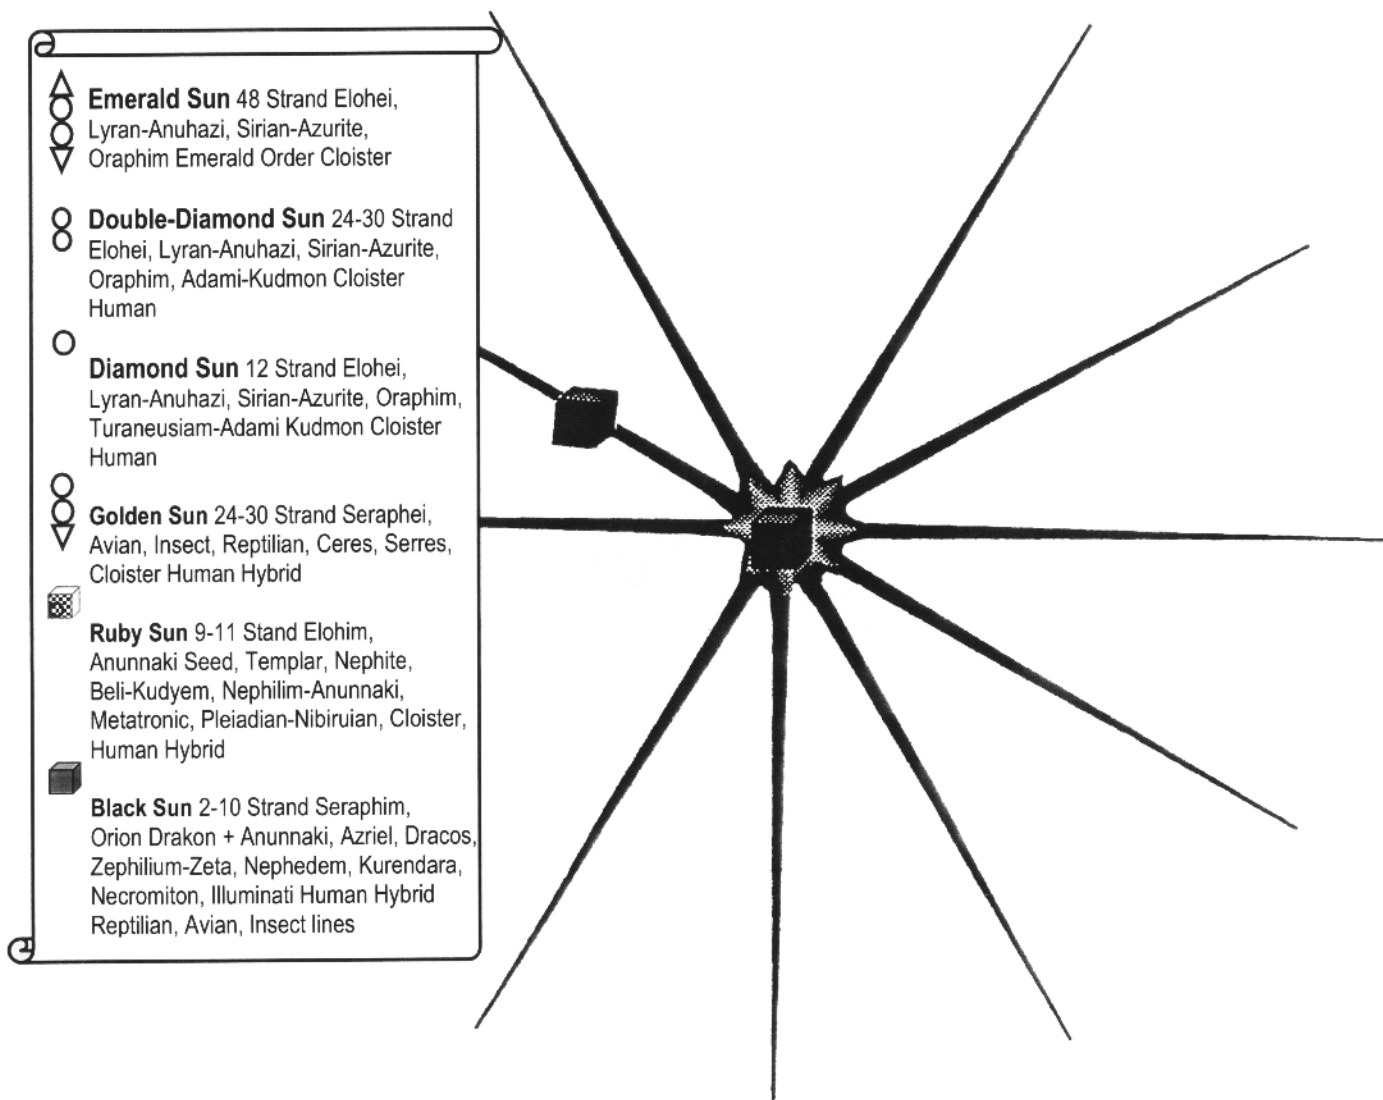 Emerald Sun 48 Strand Elohei,
Lyran-Anuhazi, Sirian-Azurite,
Oraphim Emerald Order Cloister
Double-Diamond Sun 24-30 Strand
Elohei, Lyran-Anuhazi, Sirian-Azurite,
Oraphim, Adami-Kudmon Cloister
Human
Diamond Sun 12 Strand Elohei,
Lyran-Anuhazi, Sirian-Azurite, Oraphim,
Turaneusiam-Adami Kudmon Cloister
Human
Golden Sun 24-30 Strand Seraphei,
Avian, Insect, Reptilian, Ceres, Serres,
Cloister Human Hybrid
Ruby Sun 9-11 Stand Elohim,
Anunnaki Seed, Templar, Nephite,
Beli-Kudyem, Nephilim-Anunnaki,
Metatronic, Pleiadian-Nibiruian, Cloister,
Human Hybrid
Black Sun 2-10 Strand Seraphim,
Orion Drakon + Anunnaki, Azriel, Dracos,
Zephilium-Zeta, Nephedem, Kurendara,
Necromiton, Illuminati Human Hybrid
Reptilian, Avian, Insect lines